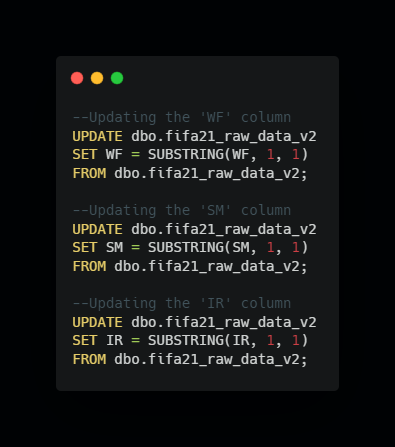 --Updating the 'WF' column
UPDATE dbo.fifa21_raw_data_v2
SET WF = SUBSTRING(WF, 1, 1)
FROM dbo.fifa21_raw_data_v2;
--Updating the 'SM' column
UPDATE dbo.fifa21_raw_data_v2
SET SM = SUBSTRING(SM, 1, 1)
FROM dbo.fifa21_raw_data_v2;
--Updating the 'IR' column
UPDATE dbo.fifa21_raw_data_v2
SET IR = SUBSTRING(IR, 1, 1)
FROM dbo.fifa21_raw_data_v2;